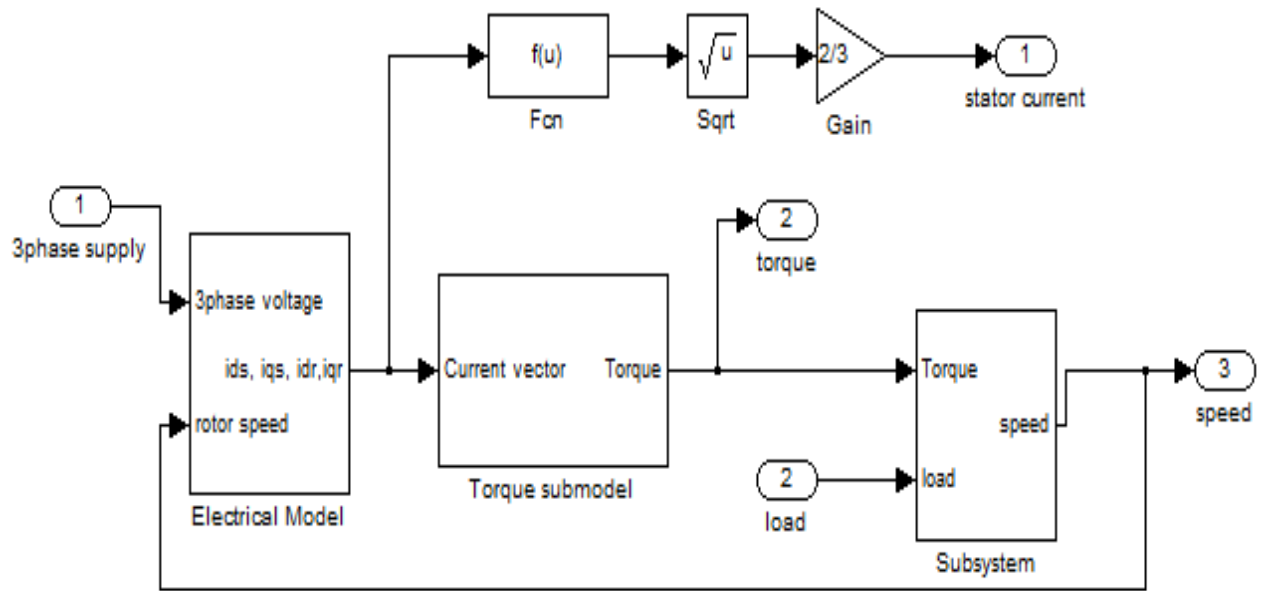 f(u)
Fcn
√u
Sqrt
2/3
Gain
1
stator current
1
3phase supply
3phase voltage
ids, iqs, idr,iqr
rotor speed
Electrical Model
Current vector
Torque
Torque submodel
2
torque
Torque
speed
load
Subsystem
2
load
3
speed